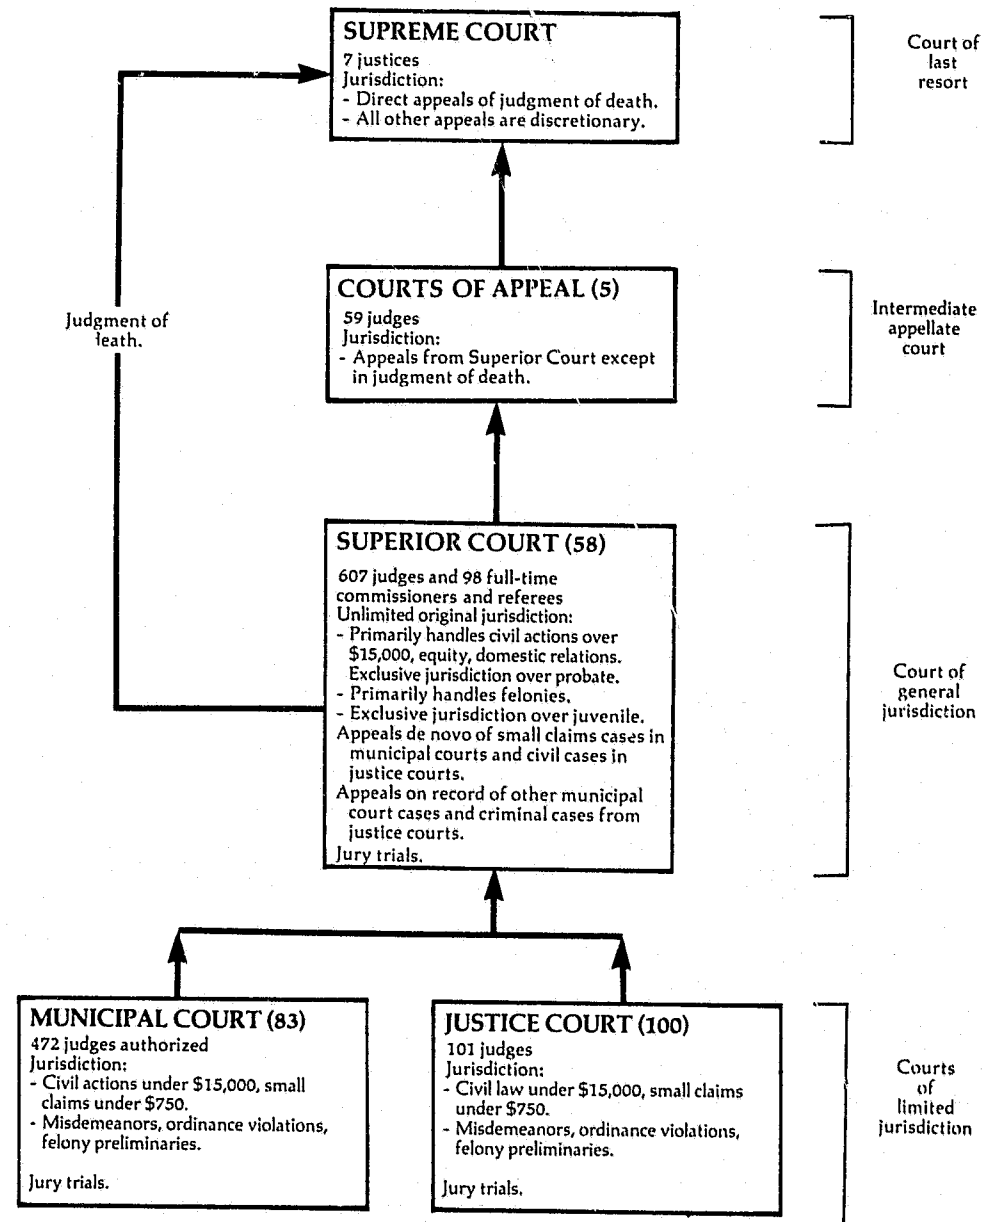 SUPREME COURT
7 justices
Jurisdiction:
- Direct appeals of judgment of death.
- All other appeals are discretionary.
Court of
last
resort
COURTS OF APPEAL (5)
59 judges
Jurisdiction:
- Appeals from Superior Court except
in judgment of death.
Intermediate
appellate
court
Judgment of
death.
SUPERIOR COURT (58)
607 judges and 98 full-time
commissioners and referees
Unlimited original jurisdiction:
- Primarily handles civil actions over
$15,000, equity, domestic relations.
Exclusive jurisdiction over probate.
- Primarily handles felonies.
- Exclusive jurisdiction over juvenile.
Appeals de novo of small claims cases in
municipal courts and civil cases in
justice courts.
Appeals on record of other municipal
court cases and criminal cases from
justice courts.
Jury trials.
Court of
general
jurisdiction
MUNICIPAL COURT (83)
472 judges authorized
Jurisdiction:
- Civil actions under $15,000, small
claims under $750.
- Misdemeanors, ordinance violations,
felony preliminaries.
Jury trials.
JUSTICE COURT (100)
101 judges
Jurisdiction:
- Civil law under $15,000, small claims
under $750.
- Misdemeanors, ordinance violations,
felony preliminaries.
Jury trials.
Courts
of
limited
jurisdiction